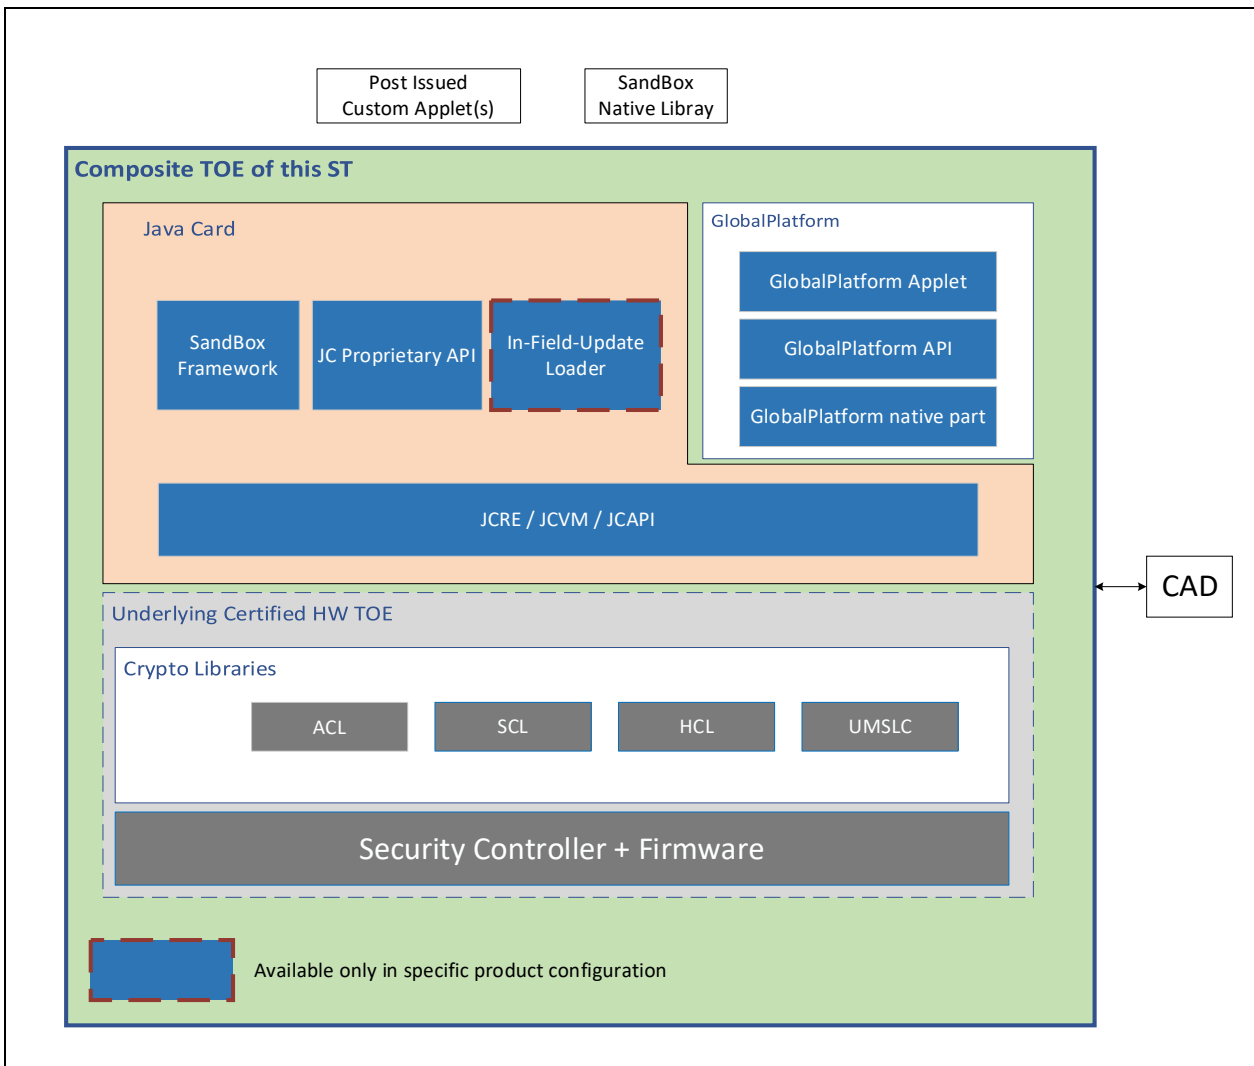 Post Issued
Custom Applet(s)
SandBox
Native Libray
Composite TOE of this ST
Java Card
GlobalPlatform
GlobalPlatform Applet
GlobalPlatform API
GlobalPlatform native part
SandBox
Framework
JC Proprietary API
In-Field-Update
Loader
JCRE / JCVM / JCAPI
CAD
Underlying Certified HW TOE
Crypto Libraries
ACL
SCL
HCL
UMSLC
Security Controller + Firmware
Available only in specific product configuration